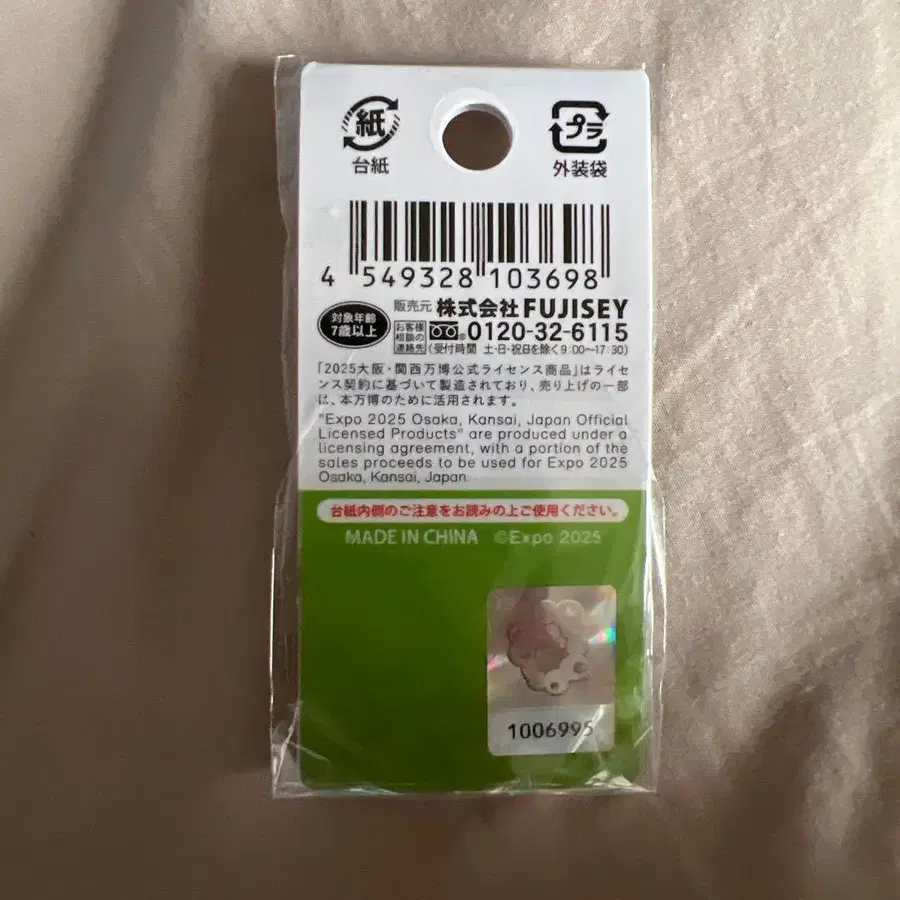 紙
台紙
プラ
外装袋
4 549328 103698
対象年齢
7歳以上
販売元 株式会社 FUJISEY
お客様
相談の
連絡先
0120-32-6115
(受付時間 土・日・祝日を除く9:00〜17:30)
「2025大阪・関西万博公式ライセンス商品」はライセ
ンス契約に基づいて製造されており、売り上げの一部
は、本万博のために活用されます。
"Expo 2025 Osaka, Kansai, Japan Official
Licensed Products" are produced under a
licensing agreement, with a portion of the
sales proceeds to be used for Expo 2025
Osaka, Kansai, Japan.
台紙内側のご注意をお読みの上ご使用ください。
MADE IN CHINA ©Expo 2025
1006995